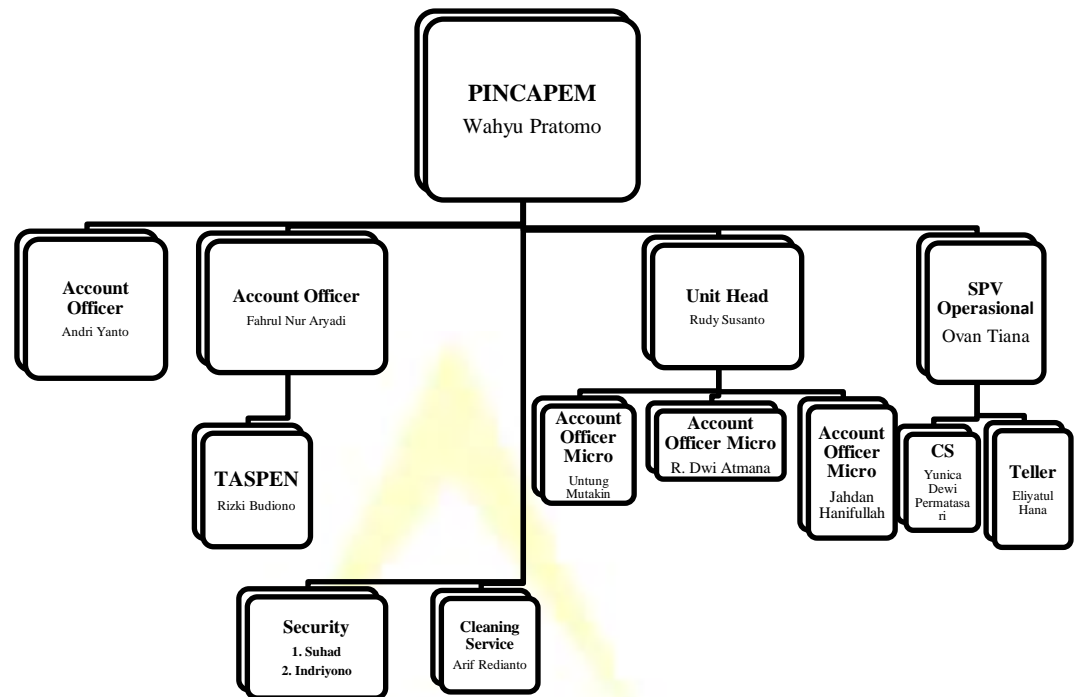 PINCAPEM
Wahyu Pratomo
Account
Officer
Andri Yanto
Account Officer
Fahrul Nur Aryadi
Unit Head
Rudy Susanto
SPV
Operasional
Ovan Tiana
TASPEN
Rizki Budiono
Account
Officer
Micro
Untung
Mutakin
Account
Officer Micro
R. Dwi Atmana
Account
Officer
Micro
Jahdan
Hanifullah
CS
Yunica
Dewi
Permatasa
ri
Teller
Eliyatul
Hana
Security
1. Suhad
2. Indriyono
Cleaning
Service
Arif Redianto